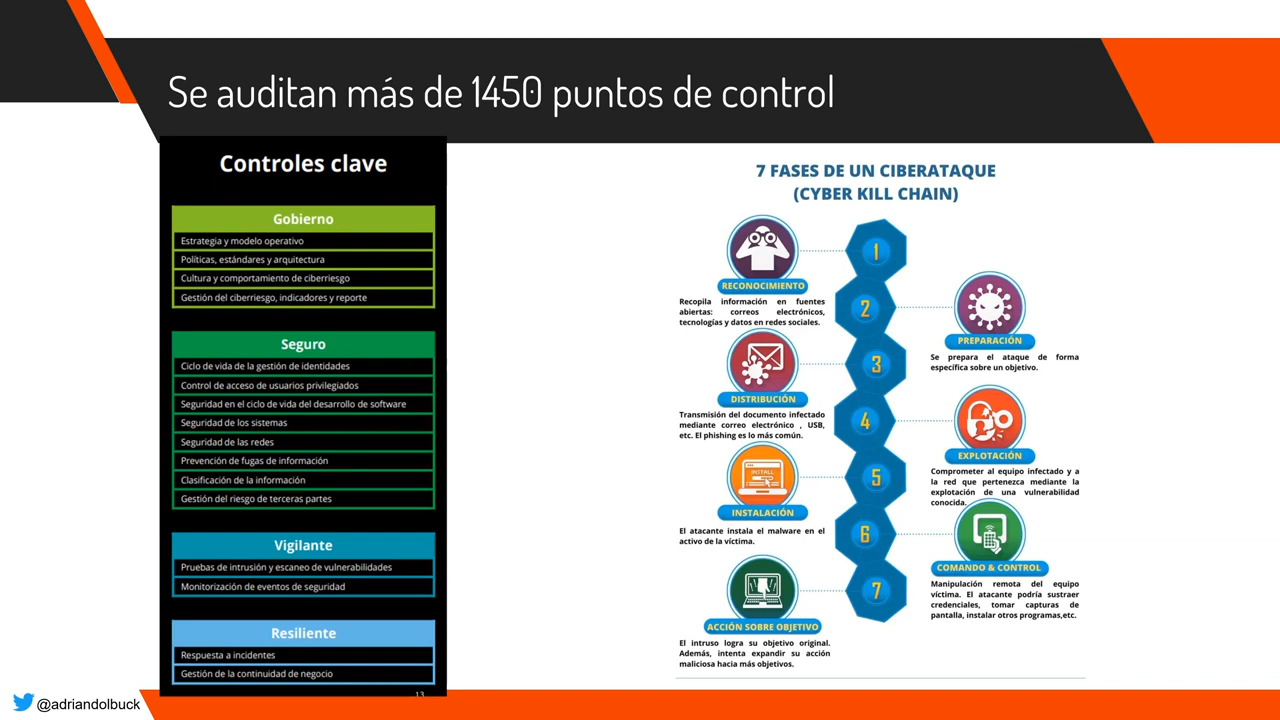 Se auditan más de 1450 puntos de control
Controles clave
Gobierno
Estrategia y modelo operativo
Políticas, estándares y arquitectura
Cultura y comportamiento de ciberriesgo
Gestión del ciberriesgo, indicadores y reporte
Seguro
Ciclo de vida de la gestión de identidades
Control de acceso de usuarios privilegiados
Seguridad en el ciclo de vida del desarrollo de software
Seguridad de los sistemas
Seguridad de las redes
Prevención de fugas de información
Clasificación de la información
Gestión del riesgo de terceras partes
Vigilante
Pruebas de intrusión y escaneo de vulnerabilidades
Monitorización de eventos de seguridad
Resiliente
Respuesta a incidentes
Gestión de la continuidad de negocio
13
7 FASES DE UN CIBERATAQUE
(CYBER KILL CHAIN)
1
RECONOCIMIENTO
Recopila información en fuentes
abiertas: correos electrónicos,
tecnologías y datos en redes sociales.
2
PREPARACIÓN
Se prepara el ataque de forma
específica sobre un objetivo.
3
DISTRIBUCIÓN
Transmisión del documento infectado
mediante correo electrónico , USB,
etc. El phishing es lo más común.
4
EXPLOTACIÓN
Comprometer al equipo infectado y a
la red que pertenezca mediante la
explotación de una vulnerabilidad
conocida.
5
INSTALL
INSTALACIÓN
El atacante instala el malware en el
activo de la víctima.
6
COMANDO & CONTROL
Manipulación remota del equipo
víctima. El atacante podría sustraer
credenciales, tomar capturas de
pantalla, instalar otros programas,etc.
7
ACCIÓN SOBRE OBJETIVO
El intruso logra su objetivo original.
Además, intenta expandir su acción
maliciosa hacia más objetivos.
@adriandolbuck